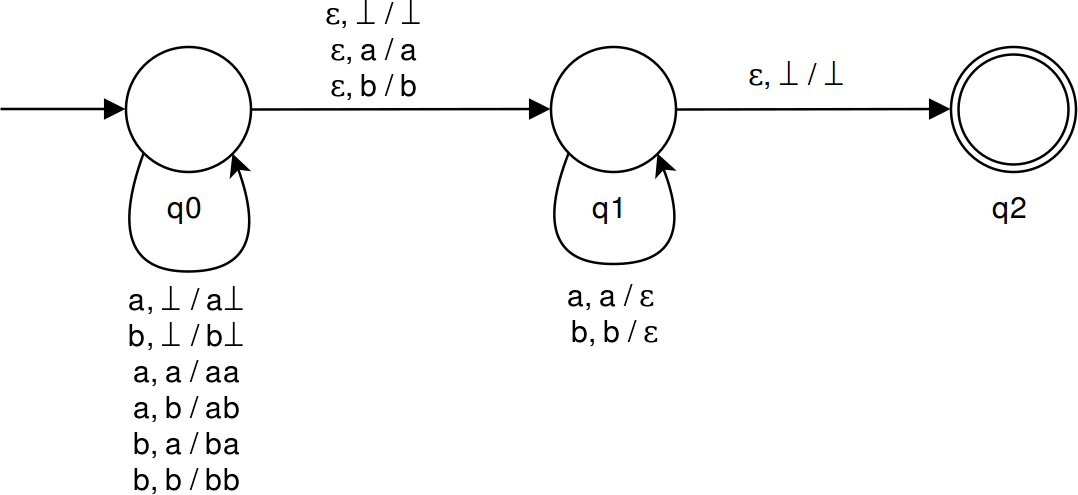 ε, ⊥ / ⊥
ε, a / a
ε, b / b
ε, ⊥ / ⊥
q0
q1
q2
a, ⊥ / a⊥
b, ⊥ / b⊥
a, a / aa
a, b / ab
b, a / ba
b, b / bb
a, a / ε
b, b / ε